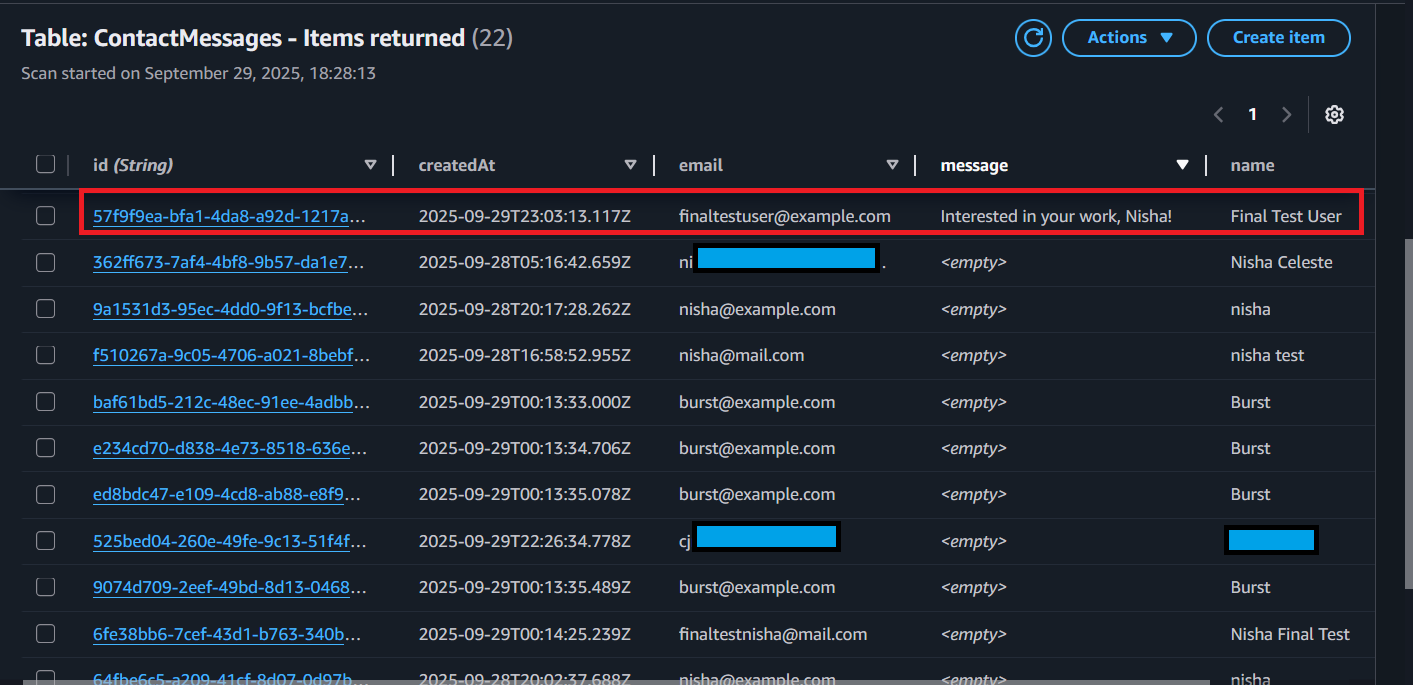 Table: ContactMessages - Items returned (22)
Actions
Create item
Scan started on September 29, 2025, 18:28:13
1
id (String) createdAt email message name
57f9f9ea-bfa1-4da8-a92d-1217a... 2025-09-29T23:03:13.117Z finaltestuser@example.com Interested in your work, Nisha! Final Test User
362ff673-7af4-4bf8-9b57-da1e7... 2025-09-28T05:16:42.659Z ni . <empty> Nisha Celeste
9a1531d3-95ec-4dd0-9f13-bcfbe... 2025-09-28T20:17:28.262Z nisha@example.com <empty> nisha
f510267a-9c05-4706-a021-8bebf... 2025-09-28T16:58:52.955Z nisha@mail.com <empty> nisha test
baf61bd5-212c-48ec-91ee-4adbb... 2025-09-29T00:13:33.000Z burst@example.com <empty> Burst
e234cd70-d838-4e73-8518-636e... 2025-09-29T00:13:34.706Z burst@example.com <empty> Burst
ed8bdc47-e109-4cd8-ab88-e8f9... 2025-09-29T00:13:35.078Z burst@example.com <empty> Burst
525bed04-260e-49fe-9c13-51f4f... 2025-09-29T22:26:34.778Z cj <empty>
9074d709-2eef-49bd-8d13-0468... 2025-09-29T00:13:35.489Z burst@example.com <empty> Burst
6fe38bb6-7cef-43d1-b763-340b... 2025-09-29T00:14:25.239Z finaltestnisha@mail.com <empty> Nisha Final Test
64fbe6c5-a209-41cf-8d07-0d97b... 2025-09-28T20:02:37.688Z nisha@example.com <empty> nisha